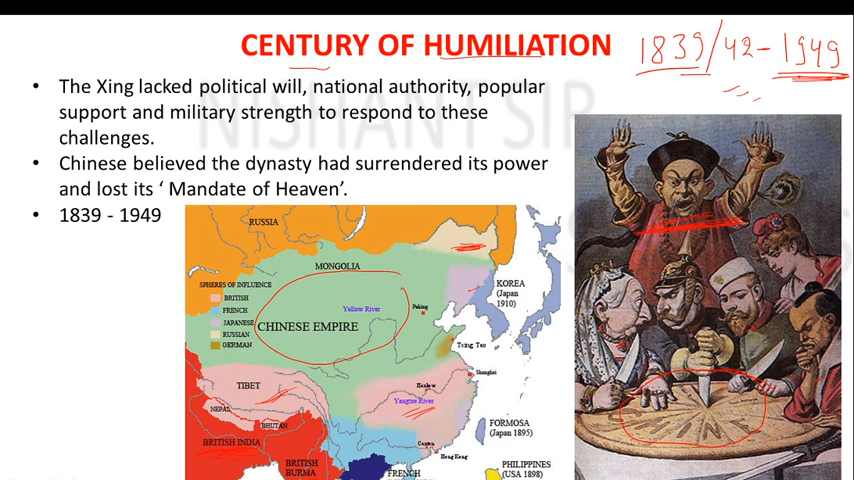 CENTURY OF HUMILIATION
1839/42-1949
• The Xing lacked political will, national authority, popular
support and military strength to respond to these
challenges.
• Chinese believed the dynasty had surrendered its power
and lost its ‘ Mandate of Heaven’.
• 1839 - 1949
NISHANT SIR
RUSSIA
MONGOLIA
SPHERES OF INFLUENCE
BRITISH
FRENCH
JAPANESE
RUSSIAN
GERMAN
Yellow River
Peking
KOREA
(Japan
1910)
CHINESE EMPIRE
Tsing Tao
Shanghai
TIBET
Hankow
Yangtze River
NEPAL
BHUTAN
FORMOSA
(Japan 1895)
BRITISH INDIA
Canton
Hong Kong
BRITISH
BURMA
FRENCH
PHILIPPINES
(USA 1898)